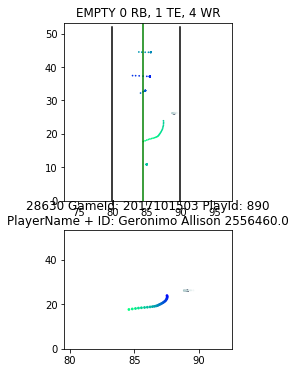 EMPTY 0 RB, 1 TE, 4 WR
50
40
30
20
10
0
75 80 85 90 95
28630 GameId: 2017101503 PlayId: 890
PlayerName + ID: Geronimo Allison 2556460.0
40
20
0
80 85 90